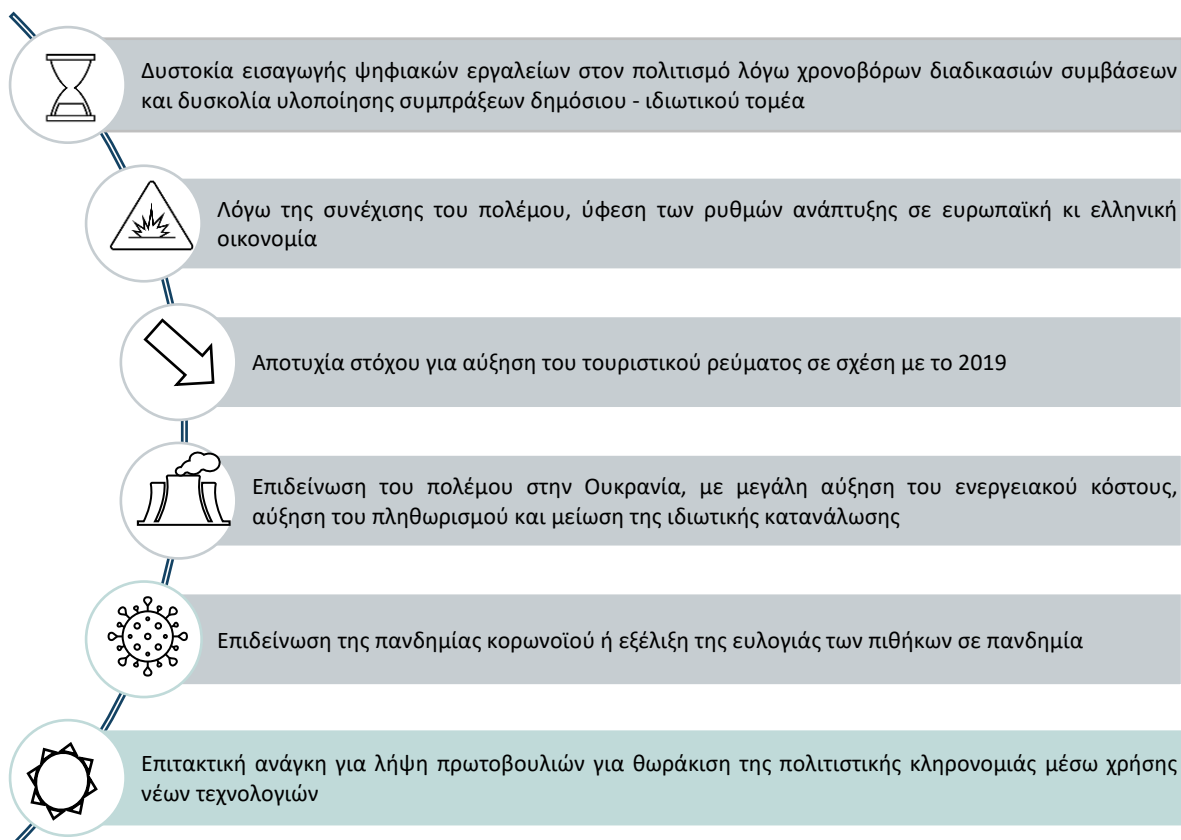 Δυστοκία εισαγωγής ψηφιακών εργαλείων στον πολιτισμό λόγω χρονοβόρων διαδικασιών συμβάσεων
και δυσκολία υλοποίησης συμπράξεων δημόσιου - ιδιωτικού τομέα
Λόγω της συνέχισης του πολέμου, ύφεση των ρυθμών ανάπτυξης σε ευρωπαϊκή κι ελληνική
οικονομία
Αποτυχία στόχου για αύξηση του τουριστικού ρεύματος σε σχέση με το 2019
Επιδείνωση του πολέμου στην Ουκρανία, με μεγάλη αύξηση του ενεργειακού κόστους,
αύξηση του πληθωρισμού και μείωση της ιδιωτικής κατανάλωσης
Επιδείνωση της πανδημίας κορωνοϊού ή εξέλιξη της ευλογιάς των πιθήκων σε πανδημία
Επιτακτική ανάγκη για λήψη πρωτοβουλιών για θωράκιση της πολιτιστικής κληρονομιάς μέσω χρήσης
νέων τεχνολογιών